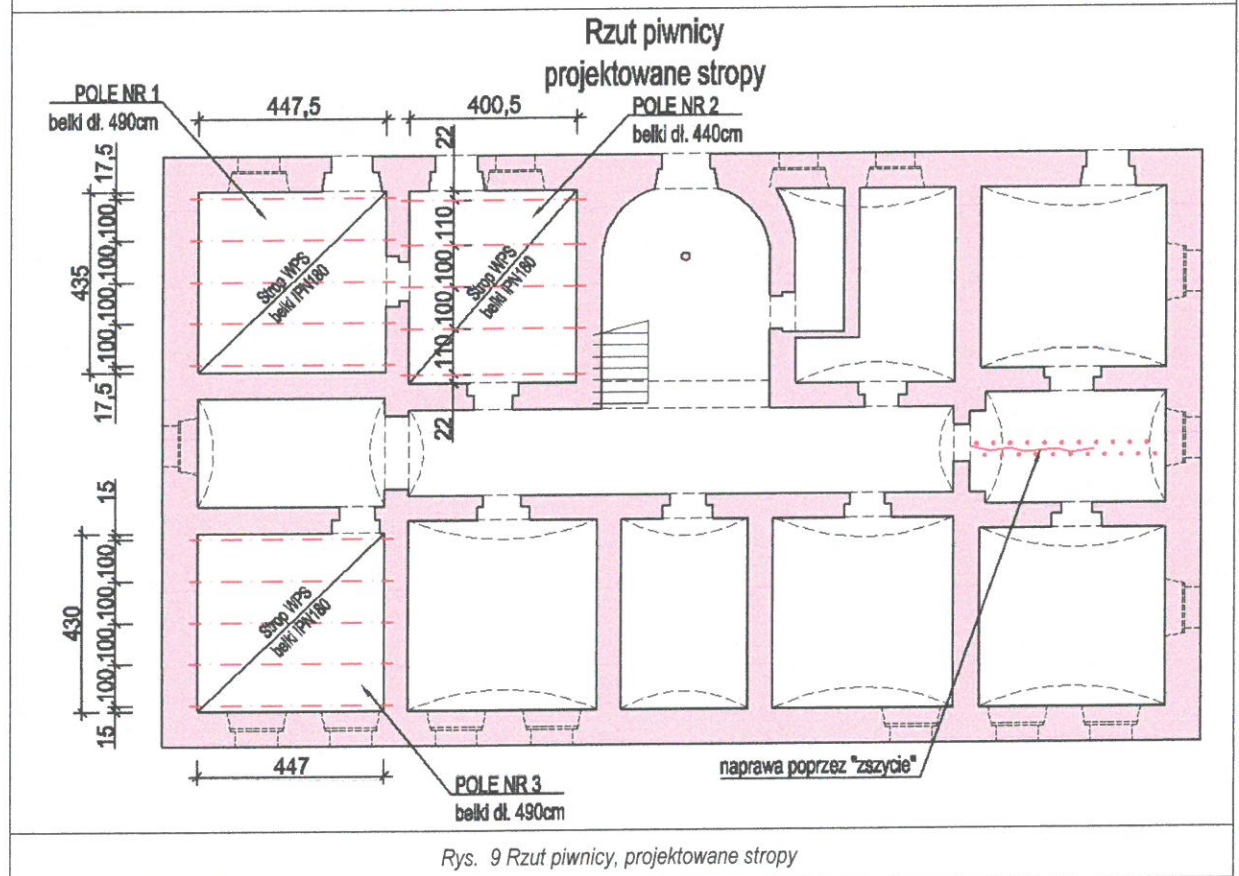 Rzut piwnicy
projektowane stropy
POLE NR 1
belki dł. 490cm
447,5
400,5
POLE NR 2
belki dł. 440cm
22
17,5
100
100
100
100
17,5
435
110
100
100
110
22
Strop WPS
belki IPN180
Strop WPS
belki IPN180
15
100
100
100
100
15
430
Strop WPS
belki IPN180
447
POLE NR 3
belki dł. 490cm
naprawa poprzez "zszycie"
Rys. 9 Rzut piwnicy, projektowane stropy